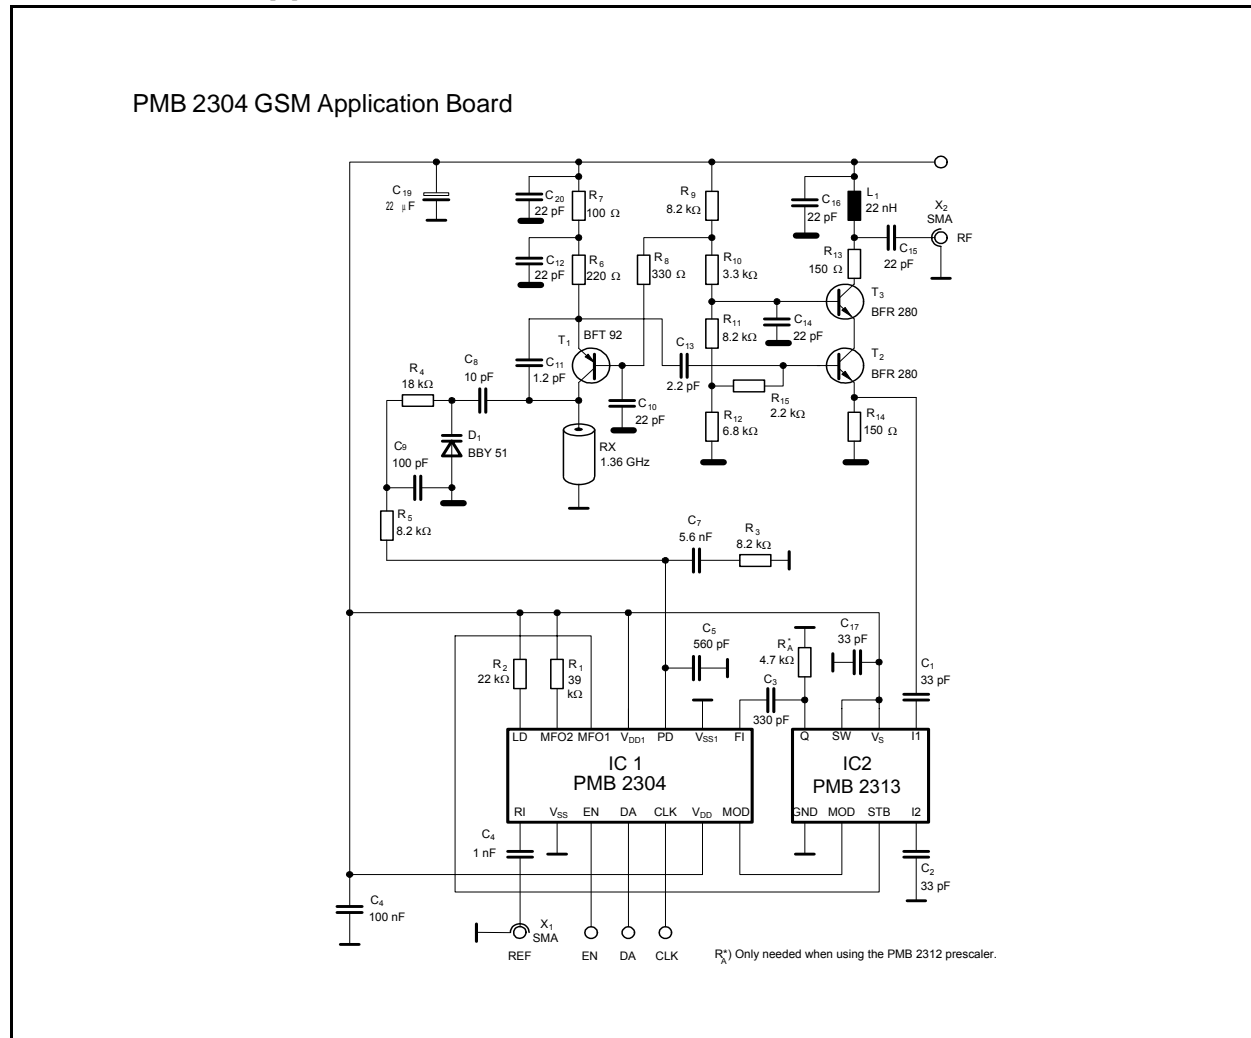 PMB 2304 GSM Application Board
C19
22 µF
C20
22 pF
R7
100 Ω
R9
8.2 kΩ
C16
22 pF
L1
22 nH
X2
SMA
RF
C12
22 pF
R6
220 Ω
R8
330 Ω
R10
3.3 kΩ
R13
150 Ω
C15
22 pF
T3
BFR 280
T1
BFT 92
C11
1.2 pF
C13
2.2 pF
R11
8.2 kΩ
C14
22 pF
T2
BFR 280
R4
18 kΩ
C8
10 pF
C10
22 pF
R15
2.2 kΩ
R12
6.8 kΩ
R14
150 Ω
C9
100 pF
D1
BBY 51
RX
1.36 GHz
R5
8.2 kΩ
C7
5.6 nF
R3
8.2 kΩ
R2
22 kΩ
R1
39
kΩ
C5
560 pF
R*A
4.7 kΩ
C17
33 pF
C3
330 pF
C1
33 pF
LD MFO2 MFO1 VDD1 PD VSS1 FI
IC 1
PMB 2304
RI VSS EN DA CLK VDD MOD
Q SW VS I1
IC2
PMB 2313
GND MOD STB I2
C4
1 nF
C2
33 pF
C4
100 nF
X1
SMA
REF EN DA CLK
R*A) Only needed when using the PMB 2312 prescaler.